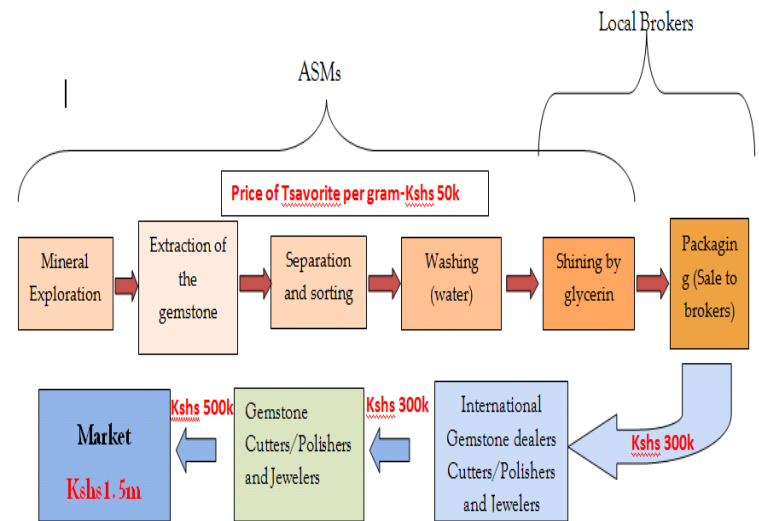 Local Brokers
ASMs
Price of Tsavorite per gram-Kshs 50k
Mineral
Exploration
Extraction of
the
gemstone
Separation
and sorting
Washing
(water)
Shining by
glycerin
Packagin
g (Sale to
brokers)
Market
Kshs1.5m
Kshs 500k
Gemstone
Cutters/Polishers
and Jewelers
Kshs 300k
International
Gemstone dealers
Cutters/Polishers
and Jewelers
Kshs 300k